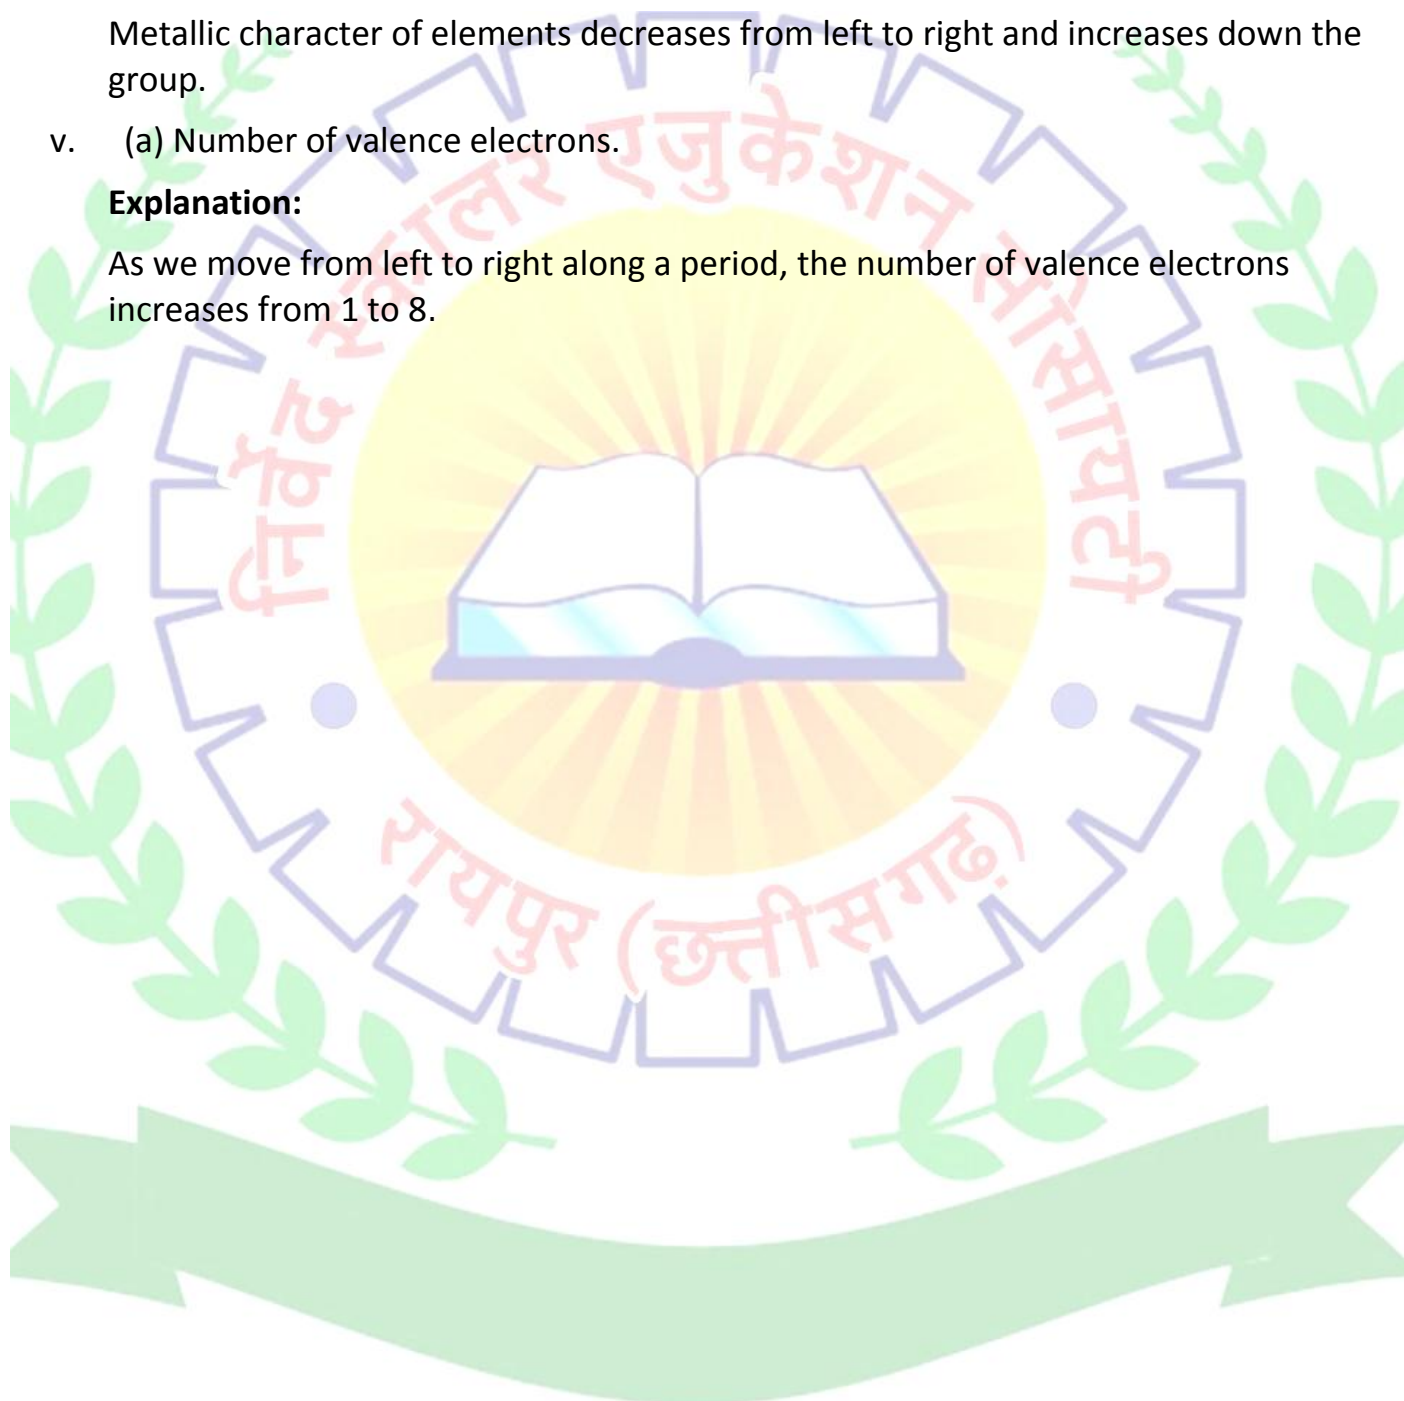 Metallic character of elements decreases from left to right and increases down the
group.
v. (a) Number of valence electrons.
Explanation:
As we move from left to right along a period, the number of valence electrons
increases from 1 to 8.
निर्वेद स्कालर एजुकेशन सोसायटी
रायपुर (छत्तीसगढ़)